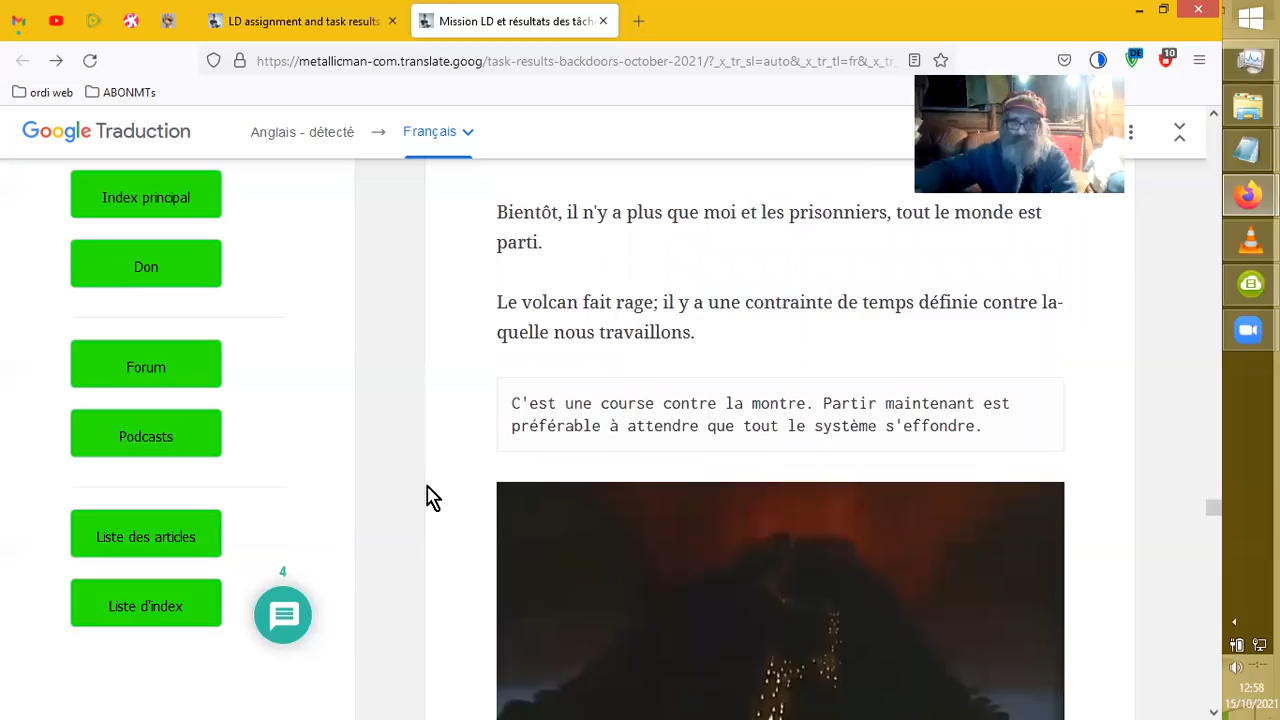 LD assignment and task results
Mission LD et résultats des tâch
https://metallicman-com.translate.goog/task-results-backdoors-october-2021/?_x_tr_sl=auto&_x_tr_tl=fr&_x_tr_
DE
10
ordi web
ABONMTs
Google Traduction
Anglais - détecté
Français
Index principal
Don
Forum
Podcasts
Liste des articles
Liste d'index
4
Bientôt, il n'y a plus que moi et les prisonniers, tout le monde est
parti.
Le volcan fait rage; il y a une contrainte de temps définie contre la-
quelle nous travaillons.
C'est une course contre la montre. Partir maintenant est
préférable à attendre que tout le système s'effondre.
12:58
15/10/2021